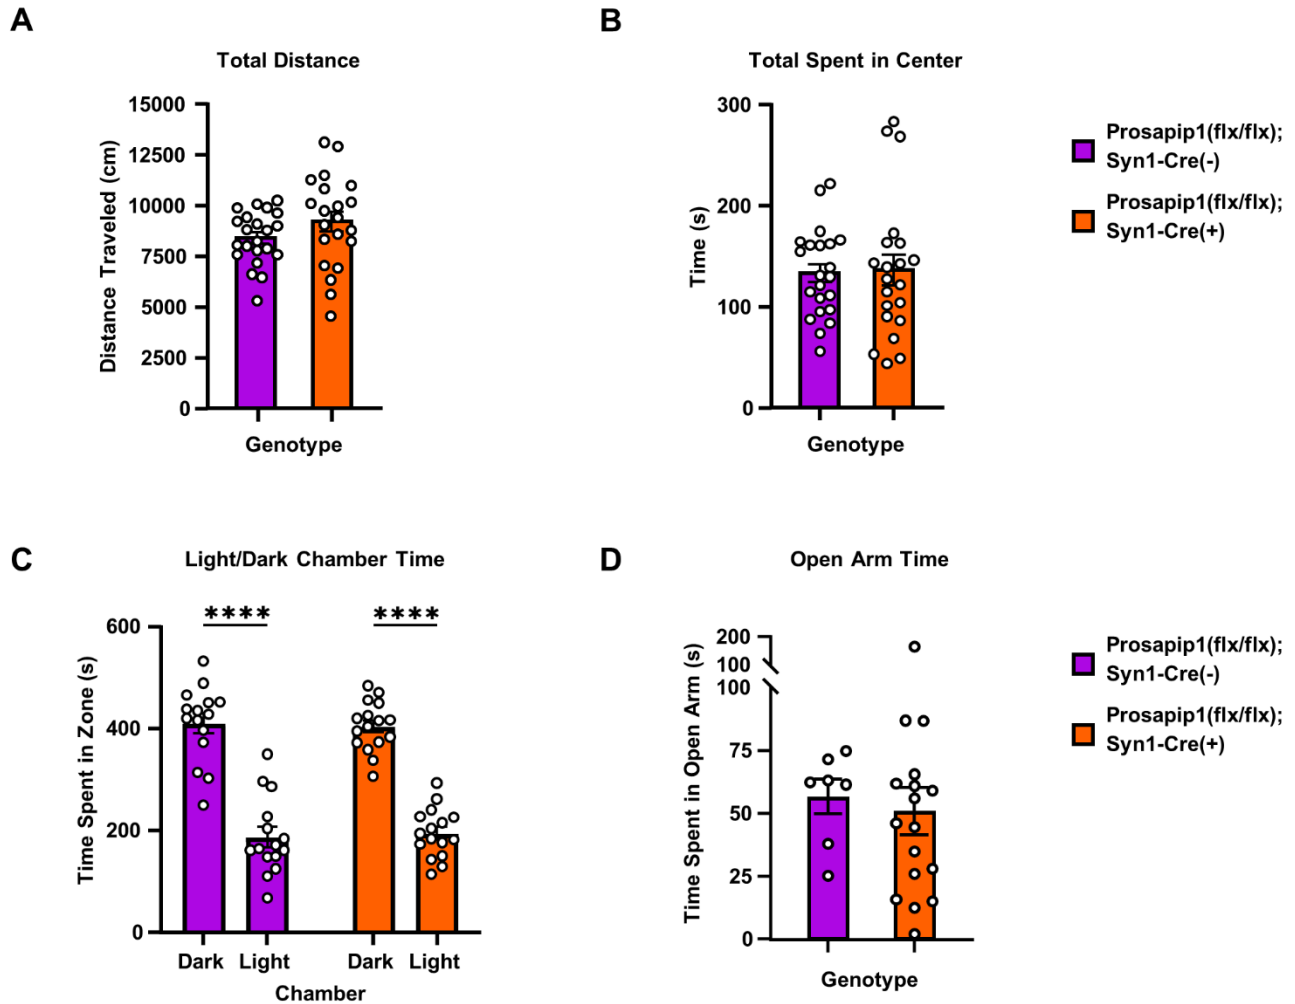 A
Total Distance
Distance Traveled (cm)
15000
12500
10000
7500
5000
2500
0
Genotype
B
Total Spent in Center
Time (s)
300
200
100
0
Genotype
Prosapip1(flx/flx);
Syn1-Cre(-)
Prosapip1(flx/flx);
Syn1-Cre(+)
C
Light/Dark Chamber Time
Time Spent in Zone (s)
600
400
200
0
****
****
Dark Light Dark Light
Chamber
D
Open Arm Time
Time Spent in Open Arm (s)
200
100
100
75
50
25
0
Genotype
Prosapip1(flx/flx);
Syn1-Cre(-)
Prosapip1(flx/flx);
Syn1-Cre(+)